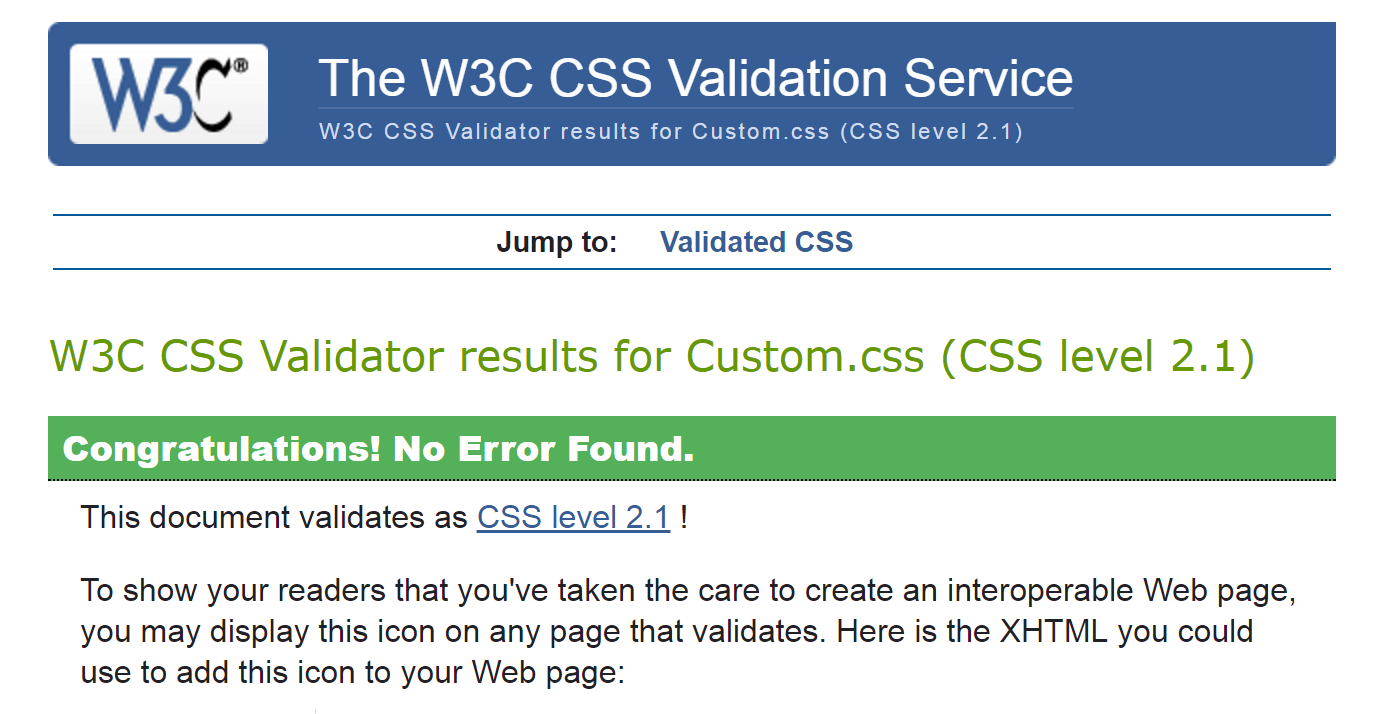 W3C®
The W3C CSS Validation Service
W3C CSS Validator results for Custom.css (CSS level 2.1)
Jump to: Validated CSS
W3C CSS Validator results for Custom.css (CSS level 2.1)
Congratulations! No Error Found.
This document validates as CSS level 2.1 !
To show your readers that you've taken the care to create an interoperable Web page,
you may display this icon on any page that validates. Here is the XHTML you could
use to add this icon to your Web page: